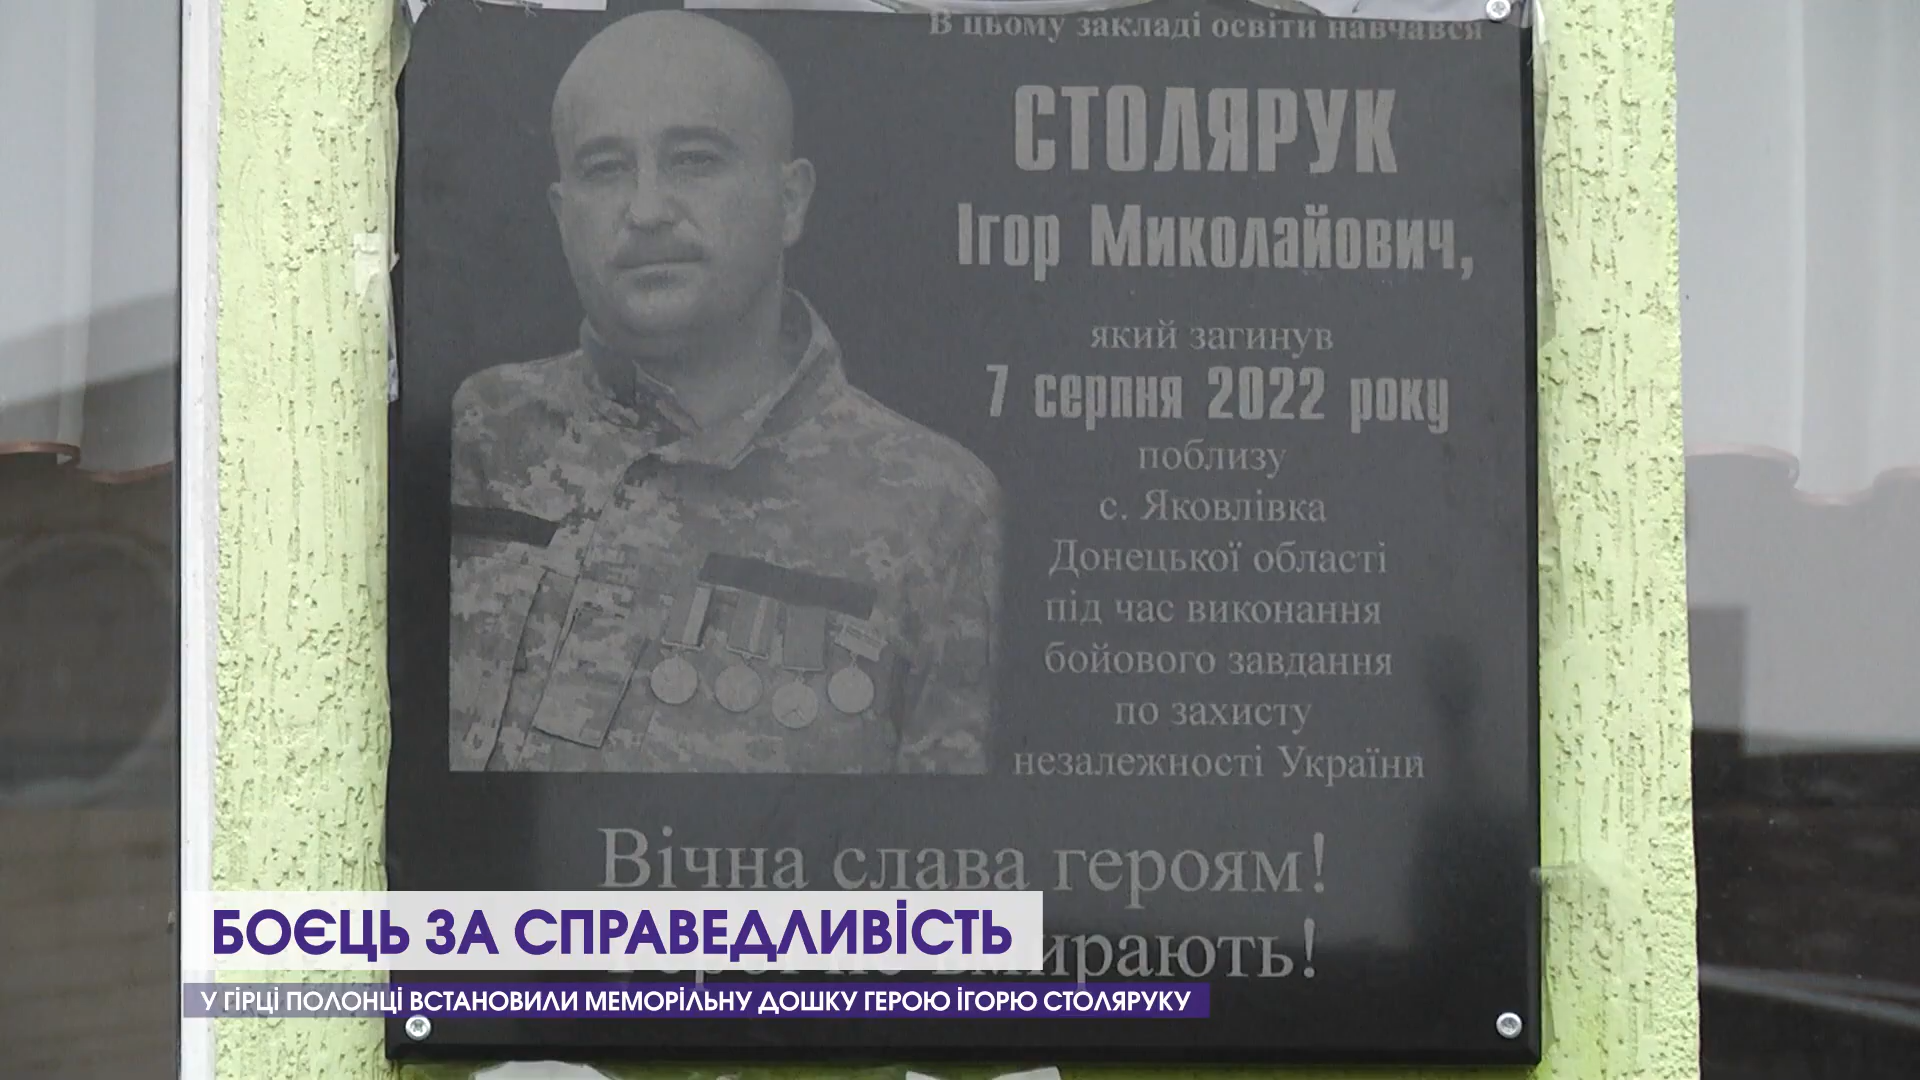 В цьому закладі освіти навчався
СТОЛЯРУК
Ігор Миколайович,
який загинув
7 серпня 2022 року
поблизу
с. Яковлівка
Донецької області
під час виконання
бойового завдання
по захисту
незалежності України
Вічна слава героям!
вмирають!
БОЄЦЬ ЗА СПРАВЕДЛИВІСТЬ
У ГІРЦІ ПОЛОНЦІ ВСТАНОВИЛИ МЕМОРІЛЬНУ ДОШКУ ГЕРОЮ ІГОРЮ СТОЛЯРУКУ